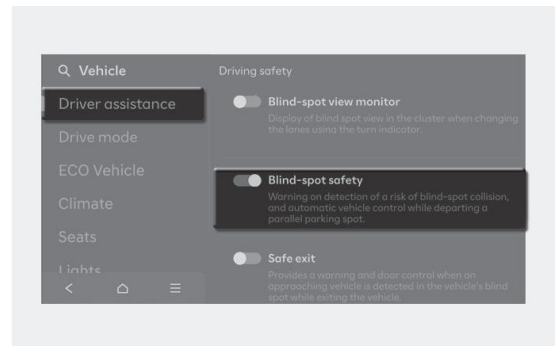 Vehicle
Driver assistance
Drive mode
ECO Vehicle
Climate
Seats
Lights
Driving safety
Blind-spot view monitor
Display of blind spot view in the cluster when changing
the lanes using the turn indicator.
Blind-spot safety
Warning on detection of a risk of blind-spot collision,
and automatic vehicle control while departing a
parallel parking spot.
Safe exit
Provides a warning and door control when an
approaching vehicle is detected in the vehicle's blind
spot while exiting the vehicle.